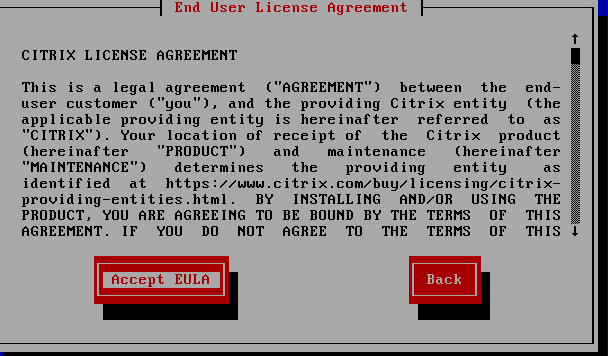 End User License Agreement
CITRIX LICENSE AGREEMENT
This is a legal agreement ("AGREEMENT") between the end-
user customer ("you"), and the providing Citrix entity (the
applicable providing entity is hereinafter referred to as
"CITRIX"). Your location of receipt of the Citrix product
(hereinafter "PRODUCT") and maintenance (hereinafter
"MAINTENANCE") determines the providing entity as
identified at https://www.citrix.com/buy/licensing/citrix-
providing-entities.html. BY INSTALLING AND/OR USING THE
PRODUCT, YOU ARE AGREEING TO BE BOUND BY THE TERMS OF THIS
AGREEMENT. IF YOU DO NOT AGREE TO THE TERMS OF THIS
Accept EULA
Back